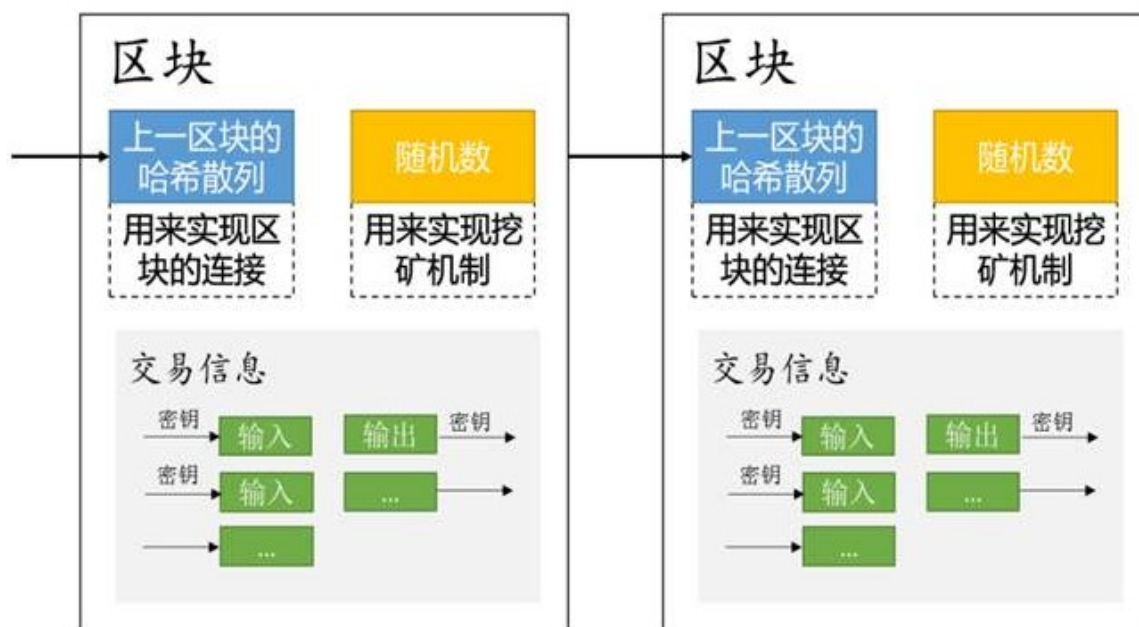 区块
上一区块的
哈希散列
随机数
用来实现区
块的连接
用来实现挖
矿机制
交易信息
密钥
输入
输出
密钥
密钥
输入
...
...
区块
上一区块的
哈希散列
随机数
用来实现区
块的连接
用来实现挖
矿机制
交易信息
密钥
输入
输出
密钥
密钥
输入
...
...